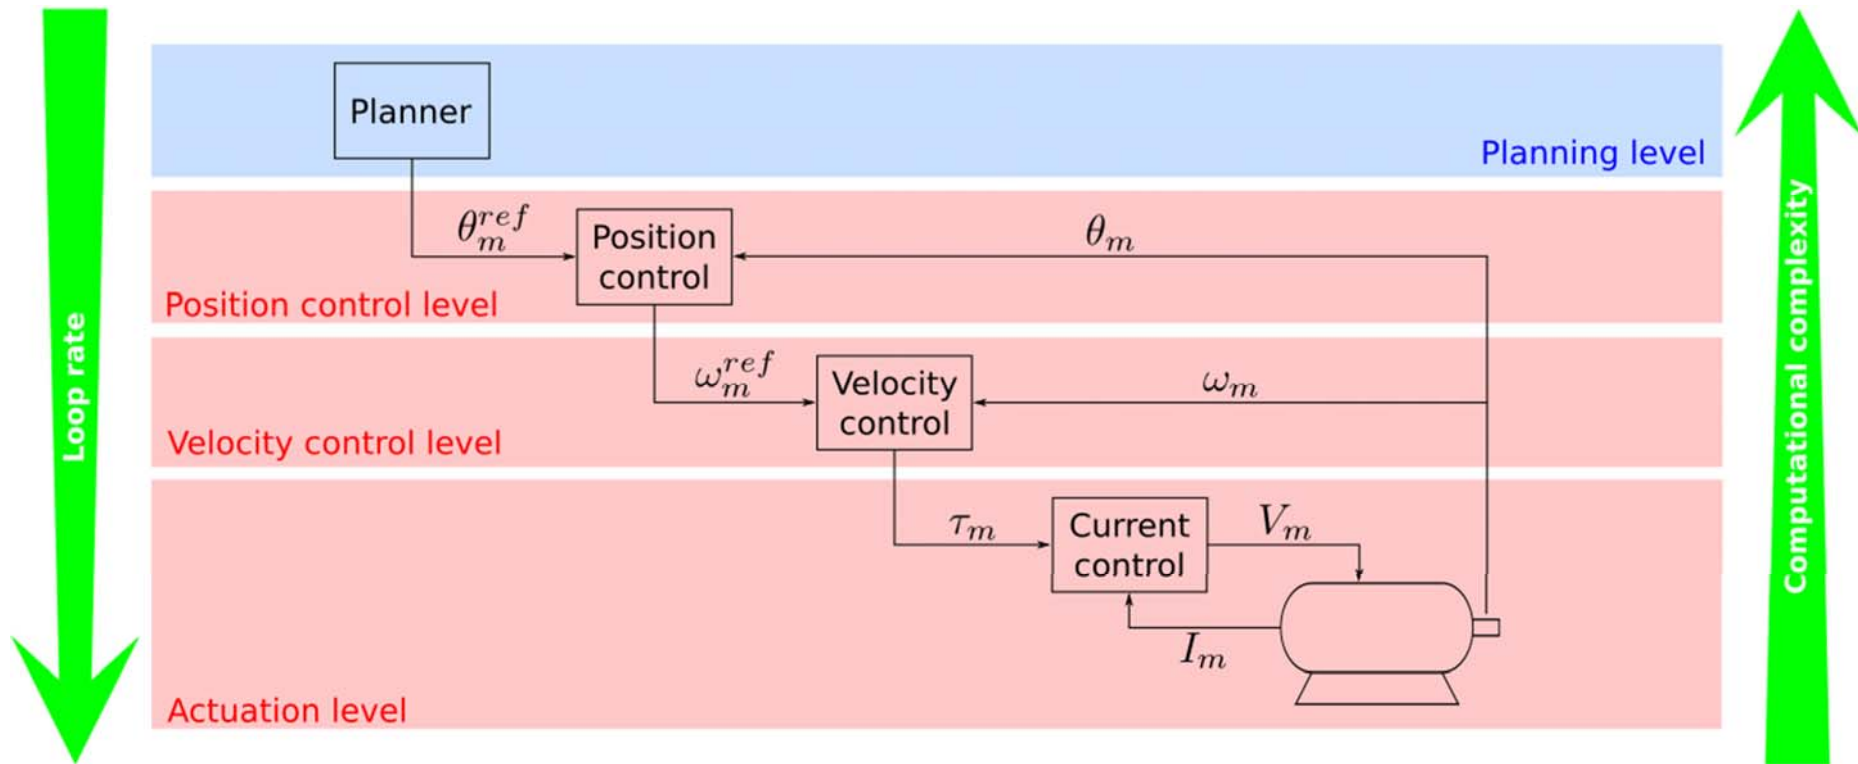 Planner
Planning level
θ_m^{ref}
Position
control
θ_m
Position control level
ω_m^{ref}
Velocity
control
ω_m
Velocity control level
τ_m
Current
control
V_m
I_m
Actuation level
Loop rate
Computational complexity